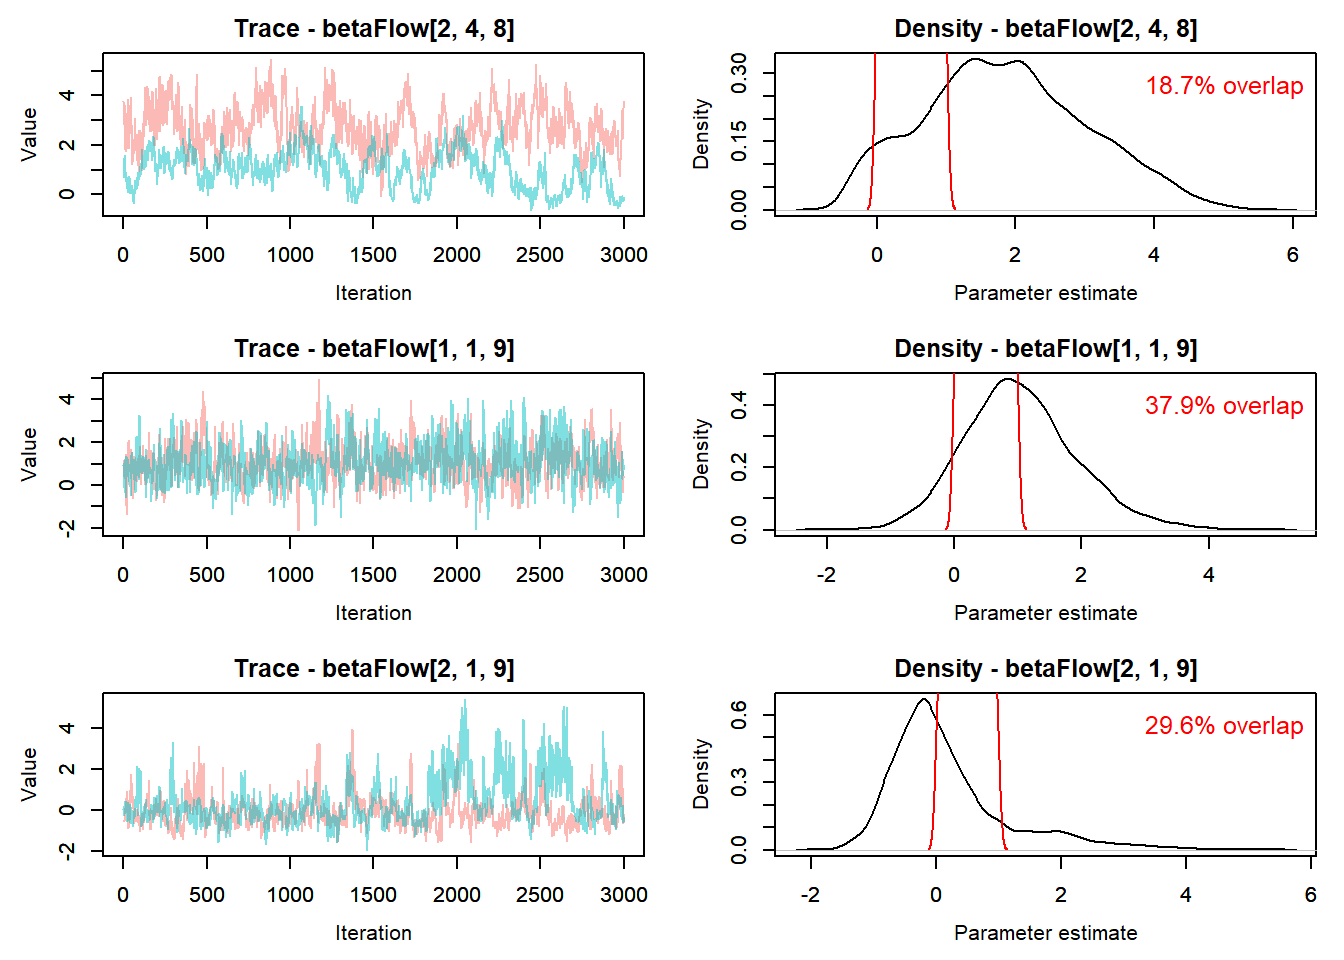 Trace - betaFlow[2, 4, 8]
Value
0 2 4
0 500 1000 1500 2000 2500 3000
Iteration
Density - betaFlow[2, 4, 8]
Density
0.00 0.15 0.30
18.7% overlap
0 2 4 6
Parameter estimate
Trace - betaFlow[1, 1, 9]
Value
-2 0 2 4
0 500 1000 1500 2000 2500 3000
Iteration
Density - betaFlow[1, 1, 9]
Density
0.0 0.2 0.4
37.9% overlap
-2 0 2 4
Parameter estimate
Trace - betaFlow[2, 1, 9]
Value
-2 0 2 4
0 500 1000 1500 2000 2500 3000
Iteration
Density - betaFlow[2, 1, 9]
Density
0.0 0.3 0.6
29.6% overlap
-2 0 2 4 6
Parameter estimate